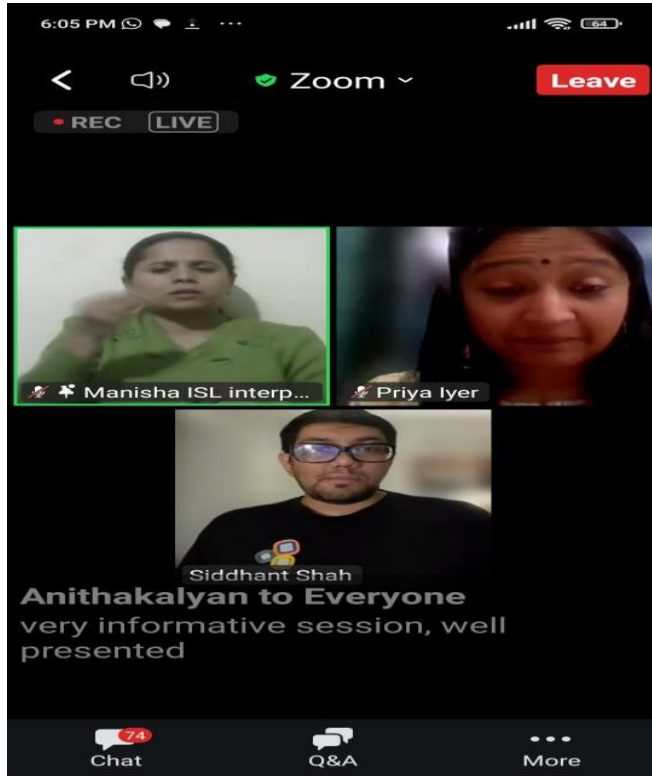 6:05 PM
64
Zoom
Leave
REC LIVE
Manisha ISL interp...
Priya Iyer
Siddhant Shah
Anithakalyan to Everyone
very informative session, well
presented
74
Chat
Q&A
More